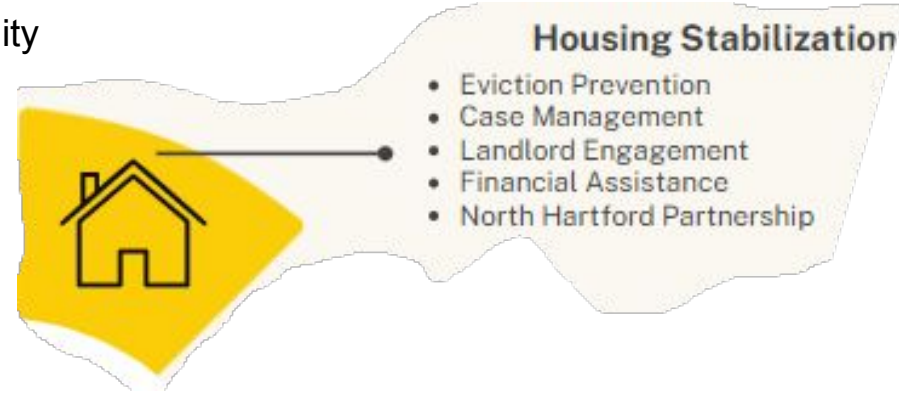 ity
Housing Stabilization
• Eviction Prevention
• Case Management
• Landlord Engagement
• Financial Assistance
• North Hartford Partnership